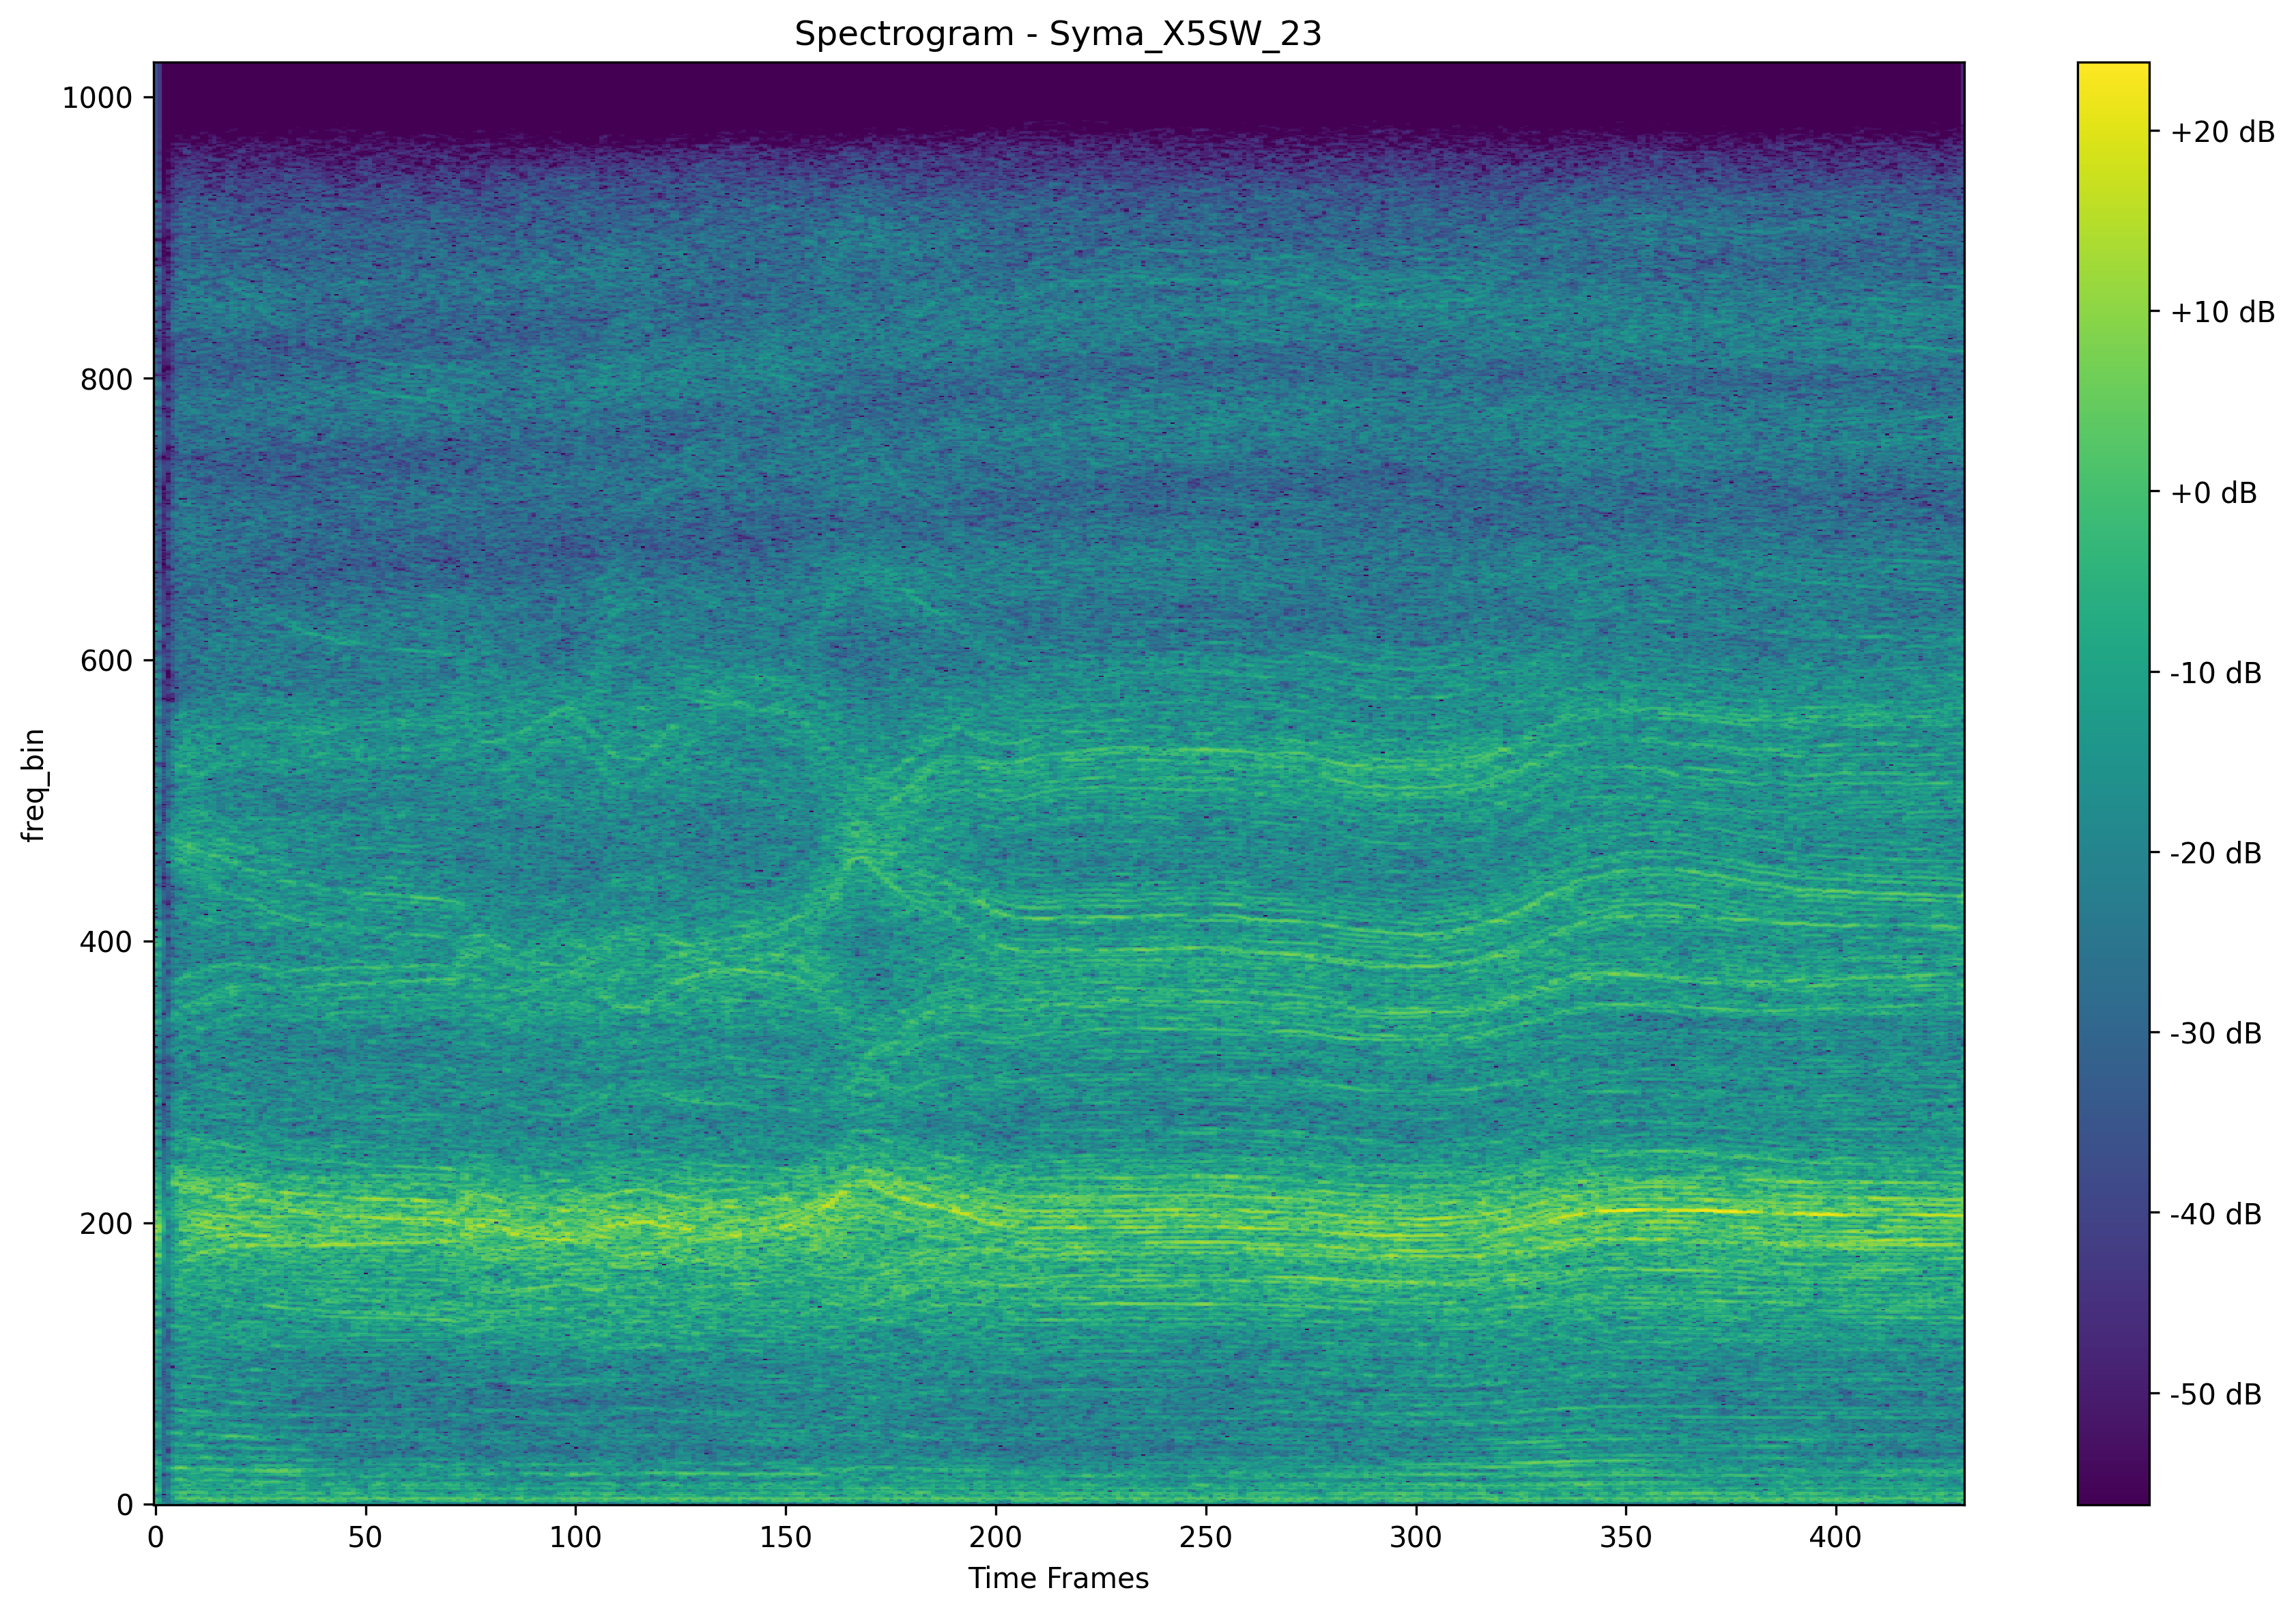 Spectrogram - Syma_X5SW_23
1000
800
600
400
200
0
freq_bin
0 50 100 150 200 250 300 350 400
Time Frames
+20 dB
+10 dB
+0 dB
-10 dB
-20 dB
-30 dB
-40 dB
-50 dB